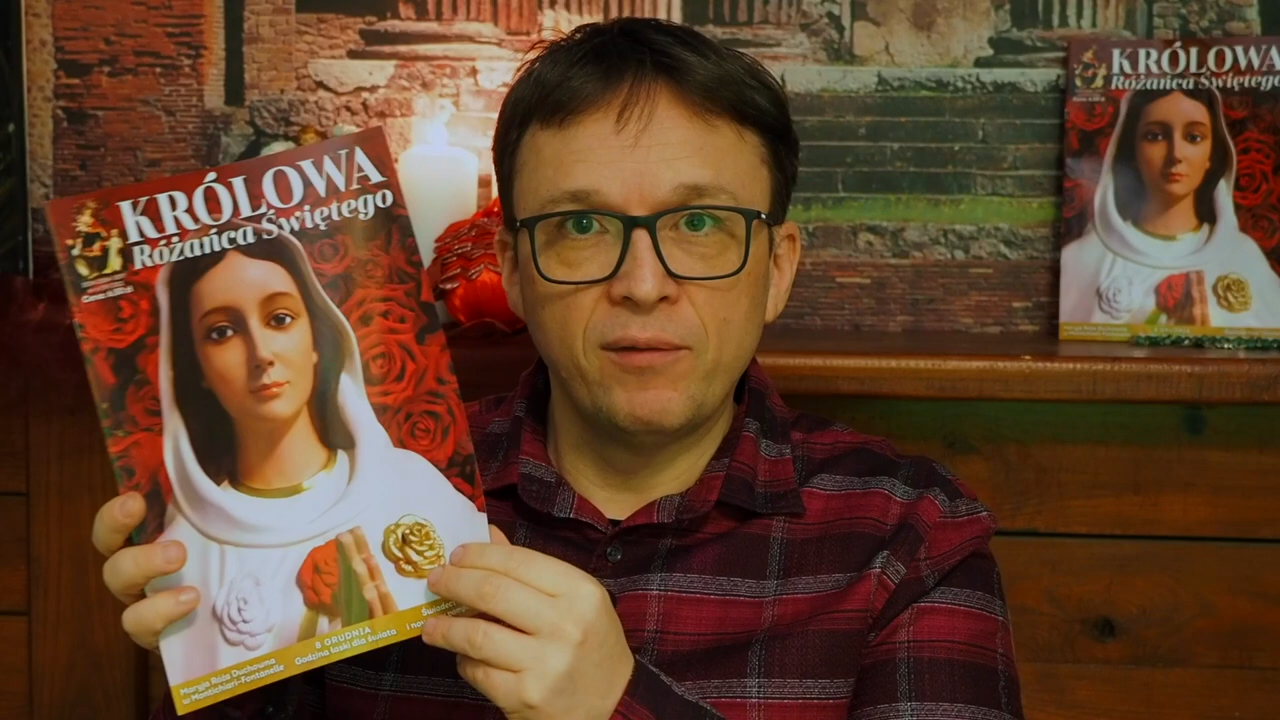 KRÓLOWA
Różańca Świętego
Maryja Róża Duchowna
w Montichiari-Fontanelle
8 GRUDNIA
Godzina łaski dla świata
KRÓLOWA
Różańca Świętego